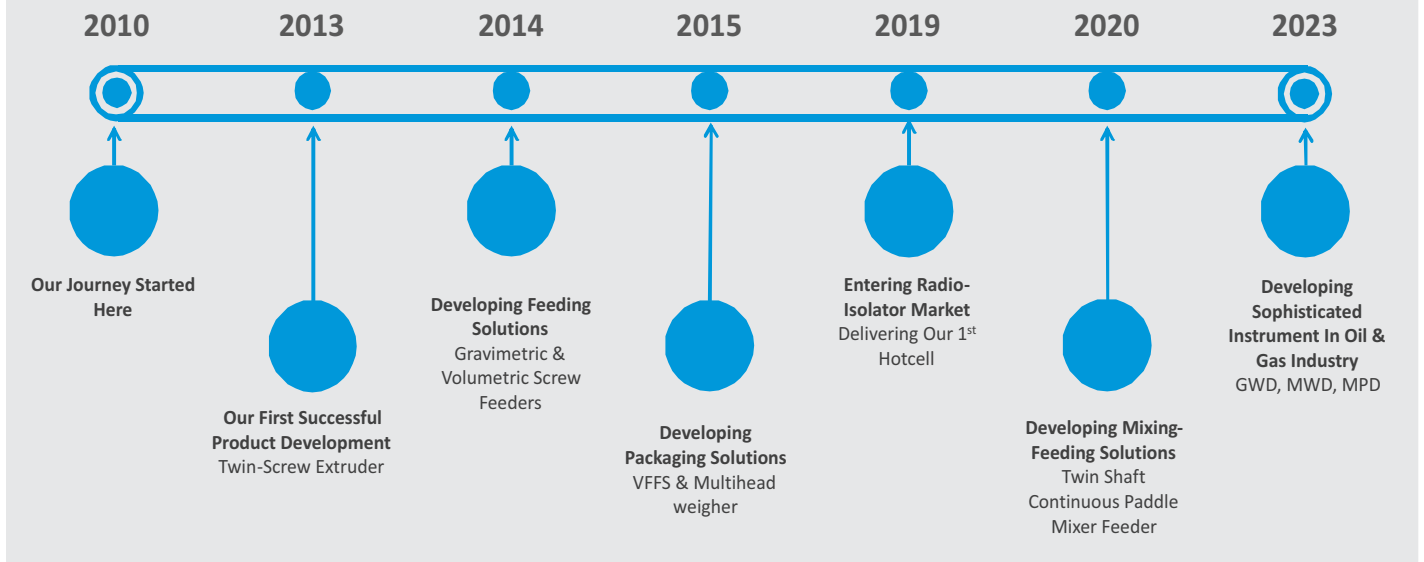 2010
2013
2014
2015
2019
2020
2023
Our Journey Started
Here
Our First Successful
Product Development
Twin-Screw Extruder
Developing Feeding
Solutions
Gravimetric &
Volumetric Screw
Feeders
Developing
Packaging Solutions
VFFS & Multihead
weigher
Entering Radio-
Isolator Market
Delivering Our 1st
Hotcell
Developing Mixing-
Feeding Solutions
Twin Shaft
Continuous Paddle
Mixer Feeder
Developing
Sophisticated
Instrument In Oil &
Gas Industry
GWD, MWD, MPD